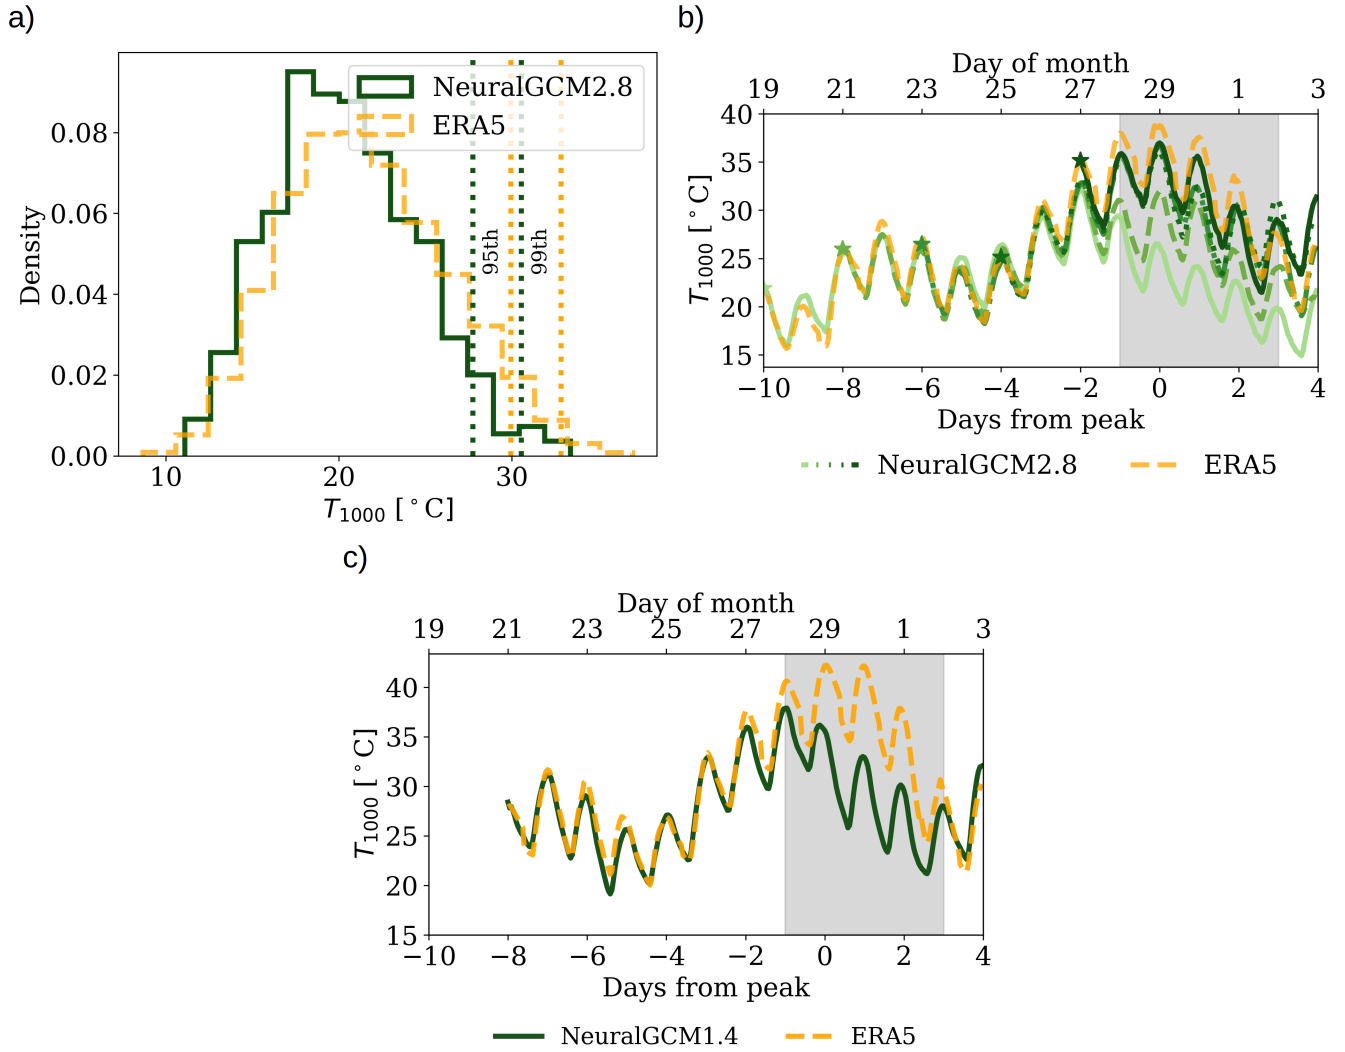 a)
NeuralGCM2.8
ERA5
95th
99th
0.08
0.06
0.04
0.02
0.00
Density
10 20 30
T1000 [°C]
b)
Day of month
19 21 23 25 27 29 1 3
40
35
30
25
20
15
T1000 [°C]
−10 −8 −6 −4 −2 0 2 4
Days from peak
NeuralGCM2.8 ERA5
c)
Day of month
19 21 23 25 27 29 1 3
40
35
30
25
20
15
T1000 [°C]
−10 −8 −6 −4 −2 0 2 4
Days from peak
NeuralGCM1.4 ERA5